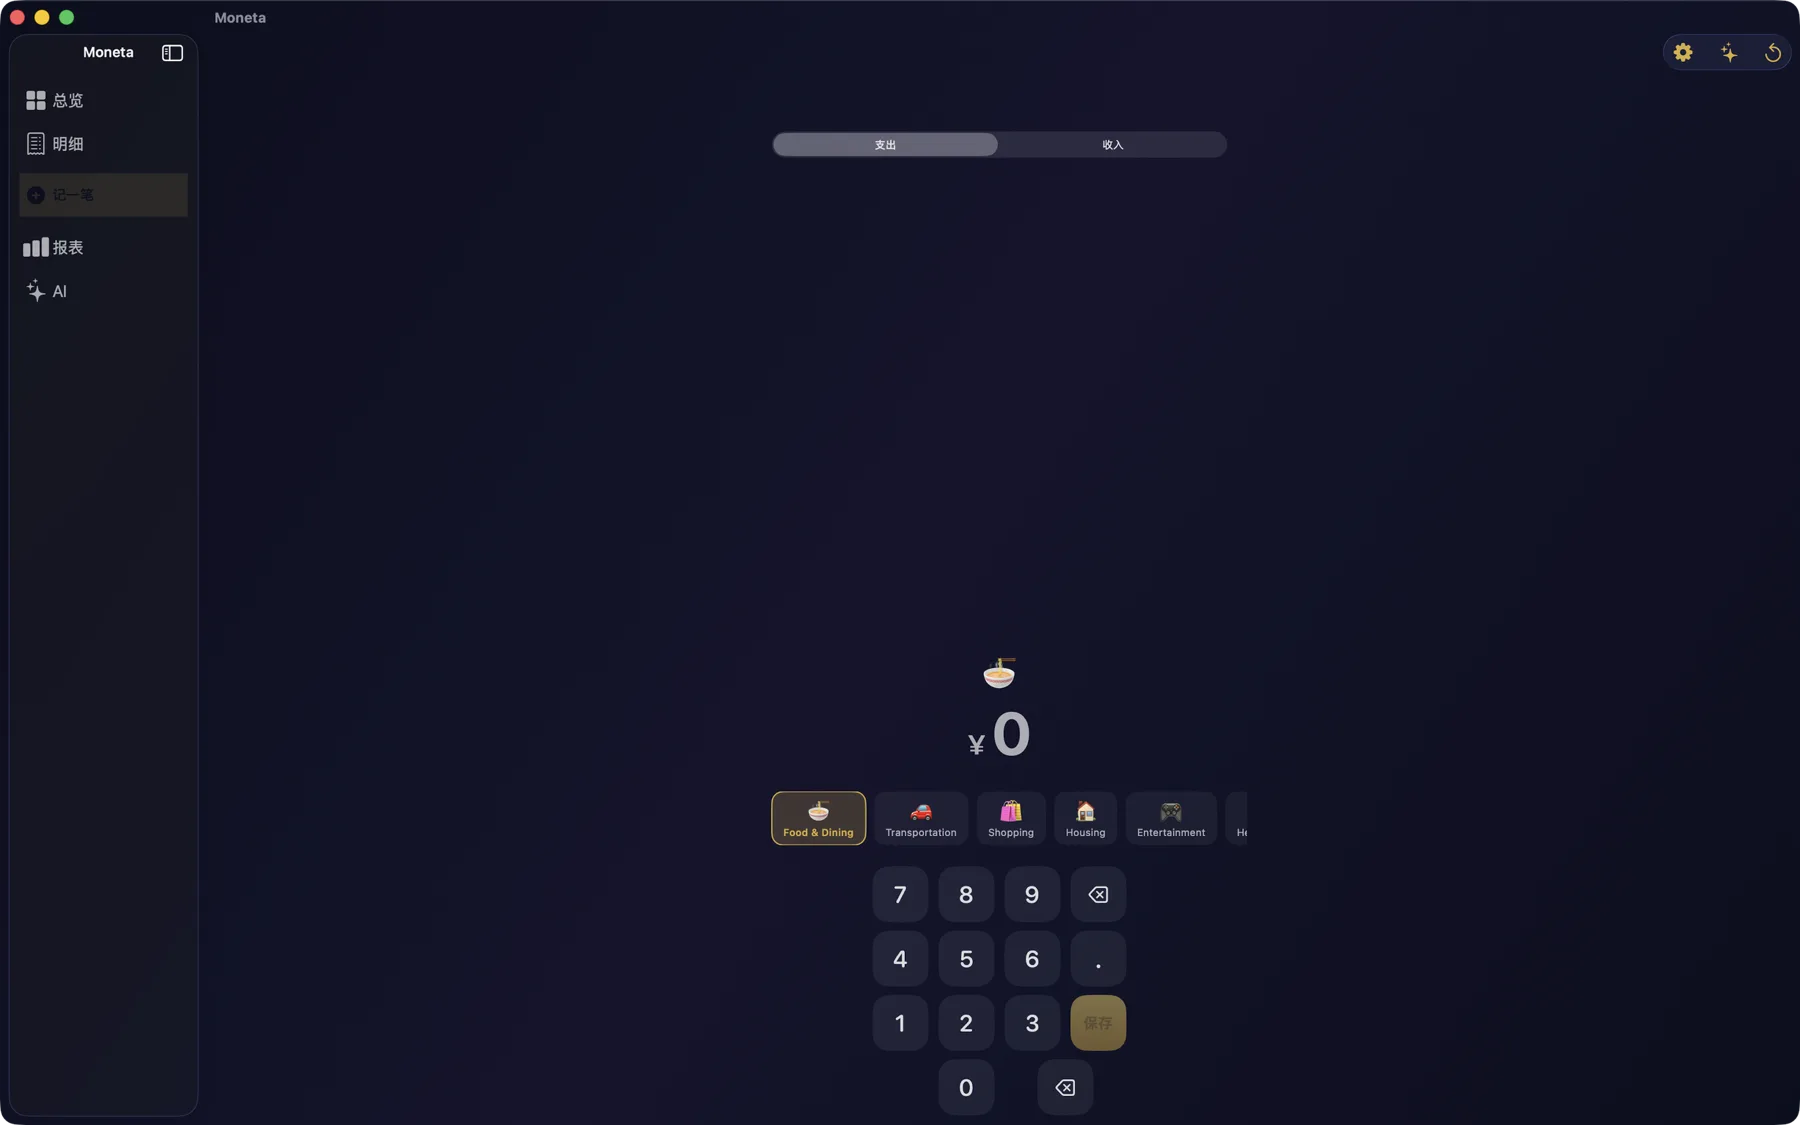 Moneta
Moneta
总览
明细
记一笔
报表
AI
支出
收入
¥0
Food & Dining
Transportation
Shopping
Housing
Entertainment
He
7 8 9
4 5 6 .
1 2 3 保存
0